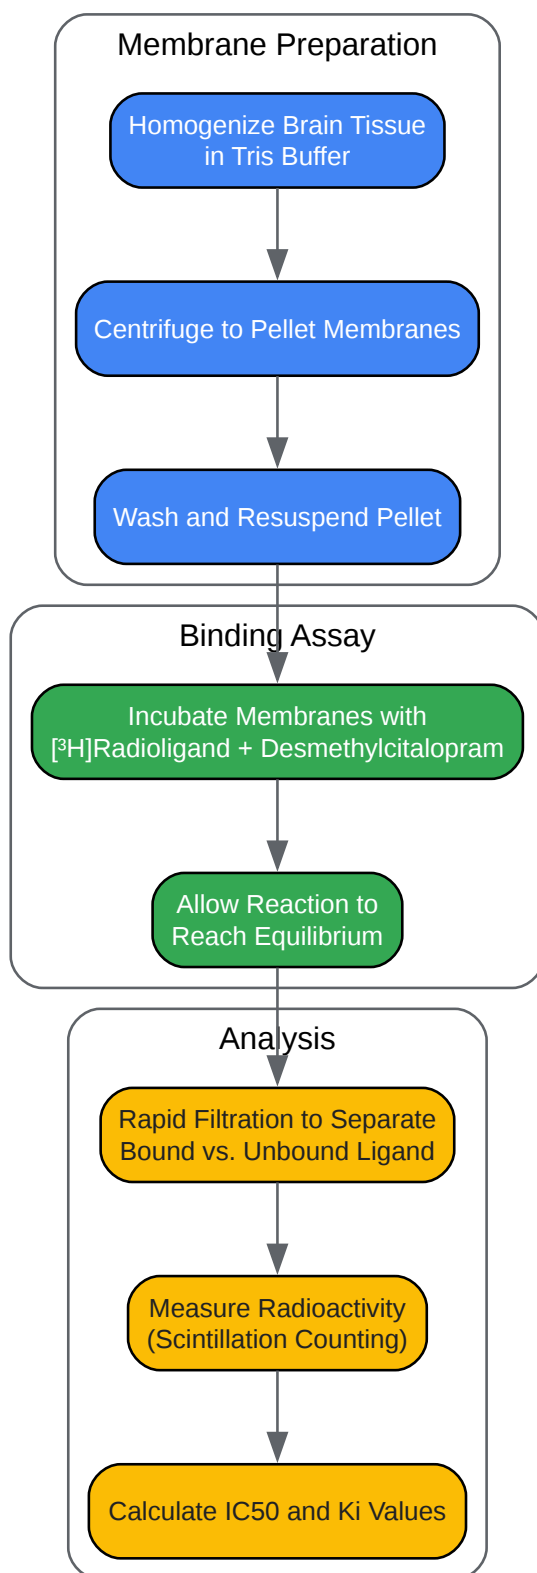 Membrane Preparation
Homogenize Brain Tissue
in Tris Buffer
Centrifuge to Pellet Membranes
Wash and Resuspend Pellet
Binding Assay
Incubate Membranes with
[³H]Radioligand + Desmethylcitalopram
Allow Reaction to
Reach Equilibrium
Analysis
Rapid Filtration to Separate
Bound vs. Unbound Ligand
Measure Radioactivity
(Scintillation Counting)
Calculate IC50 and Ki Values